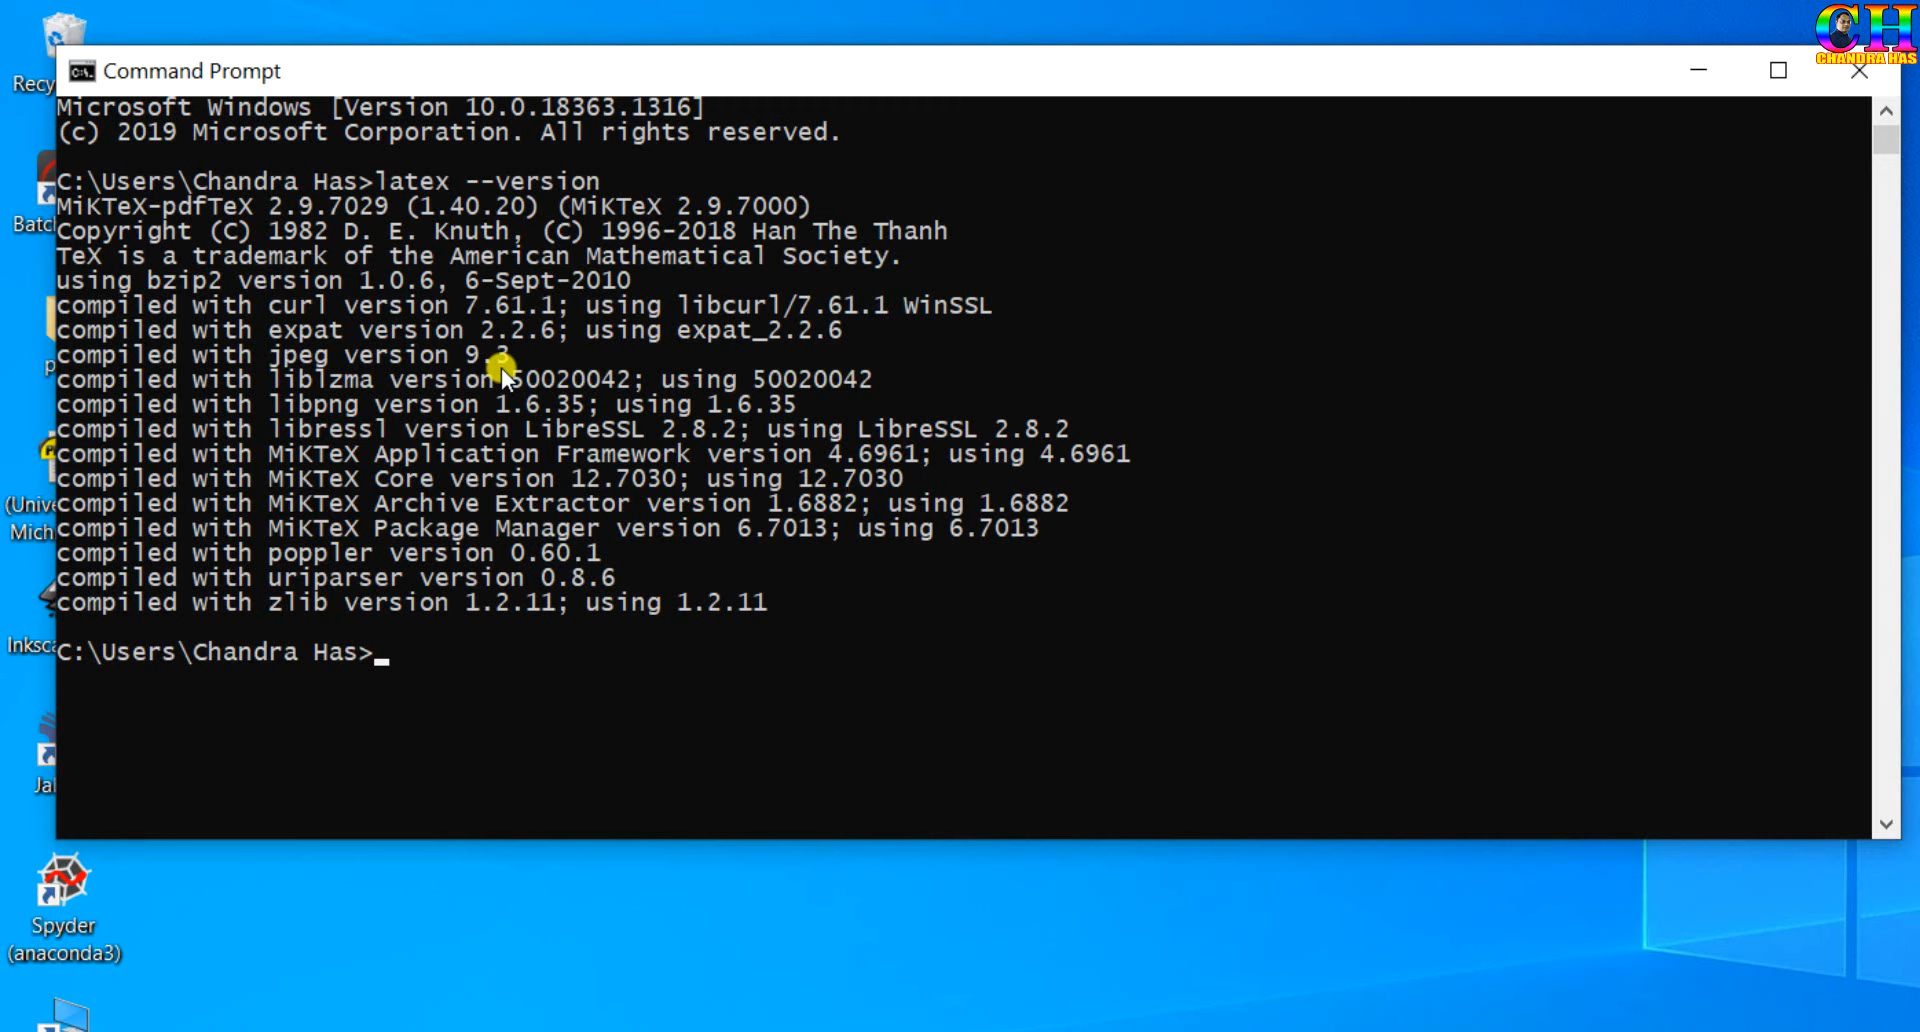 CH
CHANDRA HAS
Command Prompt
Microsoft Windows [Version 10.0.18363.1316]
(c) 2019 Microsoft Corporation. All rights reserved.
C:\Users\Chandra Has>latex --version
MiKTeX-pdfTeX 2.9.7029 (1.40.20) (MiKTeX 2.9.7000)
Copyright (C) 1982 D. E. Knuth, (C) 1996-2018 Han The Thanh
TeX is a trademark of the American Mathematical Society.
using bzip2 version 1.0.6, 6-Sept-2010
compiled with curl version 7.61.1; using libcurl/7.61.1 WinSSL
compiled with expat version 2.2.6; using expat_2.2.6
compiled with jpeg version 9.3
compiled with liblzma version 50020042; using 50020042
compiled with libpng version 1.6.35; using 1.6.35
compiled with libressl version LibreSSL 2.8.2; using LibreSSL 2.8.2
compiled with MiKTeX Application Framework version 4.6961; using 4.6961
compiled with MiKTeX Core version 12.7030; using 12.7030
compiled with MiKTeX Archive Extractor version 1.6882; using 1.6882
compiled with MiKTeX Package Manager version 6.7013; using 6.7013
compiled with poppler version 0.60.1
compiled with uriparser version 0.8.6
compiled with zlib version 1.2.11; using 1.2.11
C:\Users\Chandra Has>
Recy
Batc
(Unive
Mich
Inksca
Ja
Spyder
(anaconda3)